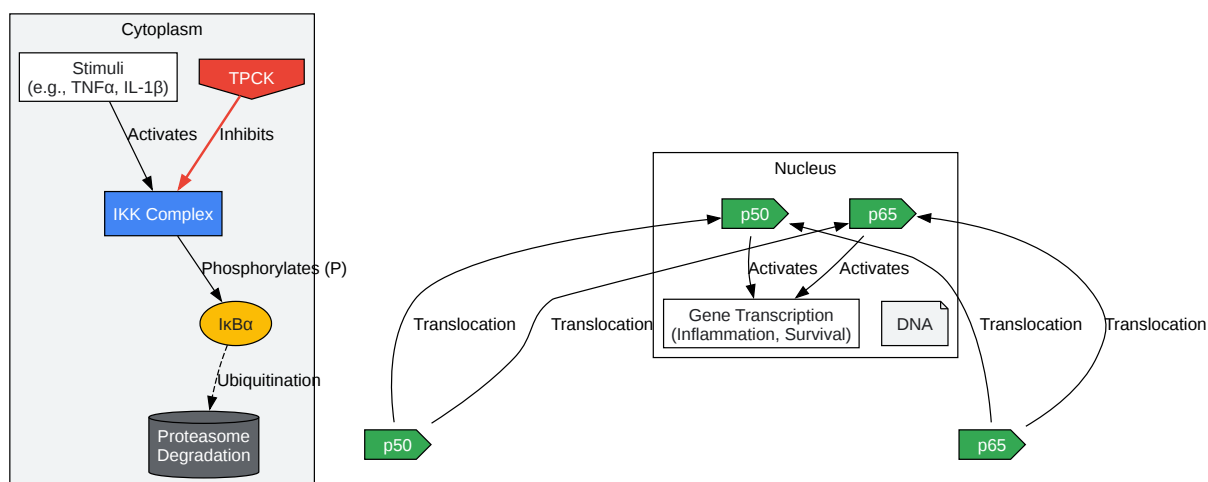 Cytoplasm
Stimuli
(e.g., TNFα, IL-1β)
TPCK
Activates
Inhibits
IKK Complex
Phosphorylates (P)
IκBα
Ubiquitination
Proteasome
Degradation
Nucleus
p50
p65
Activates
Activates
Gene Transcription
(Inflammation, Survival)
DNA
Translocation
Translocation
Translocation
Translocation
p50
p65